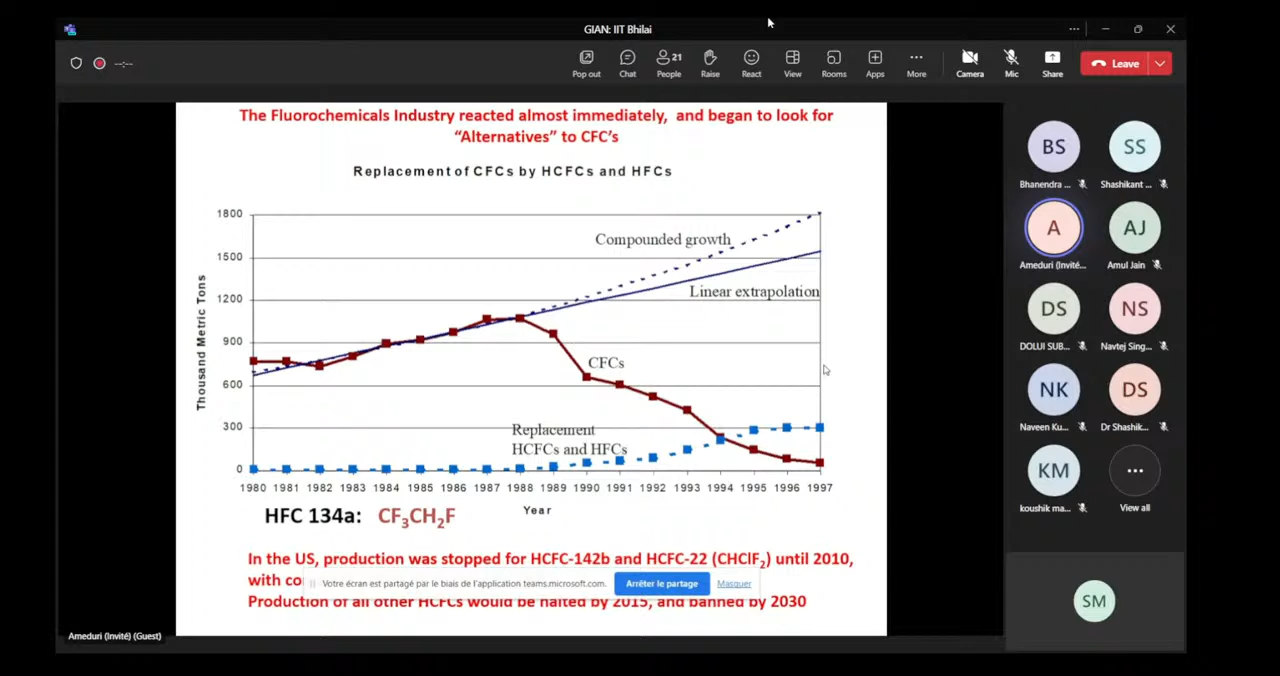 GIAN: IIT Bhilai
--:--
Pop out
Chat
21
People
Raise
React
View
Rooms
Apps
More
Camera
Mic
Share
Leave
The Fluorochemicals Industry reacted almost immediately, and began to look for
“Alternatives” to CFC’s
Replacement of CFCs by HCFCs and HFCs
Thousand Metric Tons
1800
1500
1200
900
600
300
0
Compounded growth
Linear extrapolation
CFCs
Replacement
HCFCs and HFCs
1980 1981 1982 1983 1984 1985 1986 1987 1988 1989 1990 1991 1992 1993 1994 1995 1996 1997
Year
HFC 134a: CF3CH2F
In the US, production was stopped for HCFC-142b and HCFC-22 (CHClF2) until 2010,
with
Votre écran est partagé par le biais de l'application teams.microsoft.com.
Arrêter le partage
Masquer
Production of all other HCFCs would be halted by 2015, and banned by 2030
Ameduri (Invité) (Guest)
BS
Bhanendra ...
SS
Shashikant ...
A
Ameduri (Invité...
AJ
Amul Jain
DS
DOLUI SUB...
NS
Navtej Sing...
NK
Naveen Ku...
DS
Dr Shashik...
KM
koushik ma...
...
View all
SM